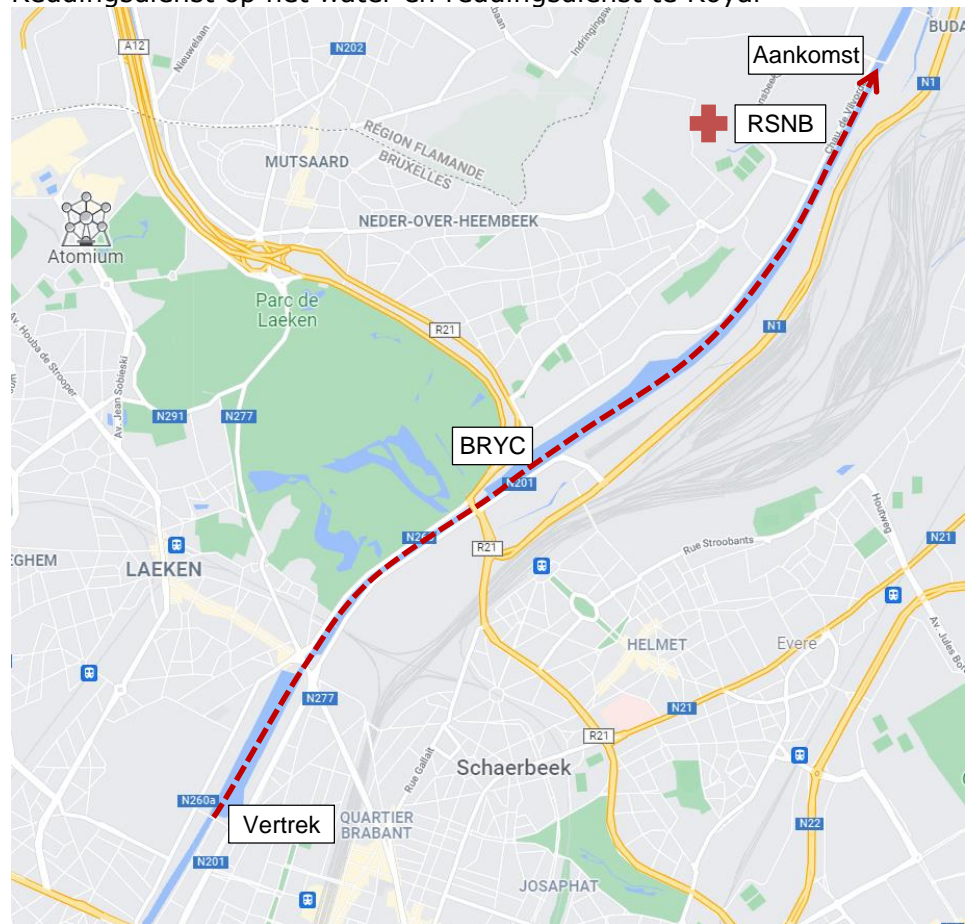 Reddingsdienst op het water en reddingsdienst te Royal
BUDA
Aankomst
A12
Nieuwelaan
N202
N1
RSNB
Chau. de Vilvorde
RÉGION FLAMANDE
BRUXELLES
MUTSAARD
NEDER-OVER-HEEMBEEK
Atomium
Parc de
Laeken
R21
N1
Av. Houba de Strooper
Av. Jean Sobieski
N291
N277
BRYC
N201
Houtweg
R21
Rue Stroobants
N21
LAEKEN
HELMET
Evere
Av. Jules Bor
N277
N21
R21
Rue Gallait
Schaerbeek
N260a
Vertrek
QUARTIER
BRABANT
N22
N201
JOSAPHAT